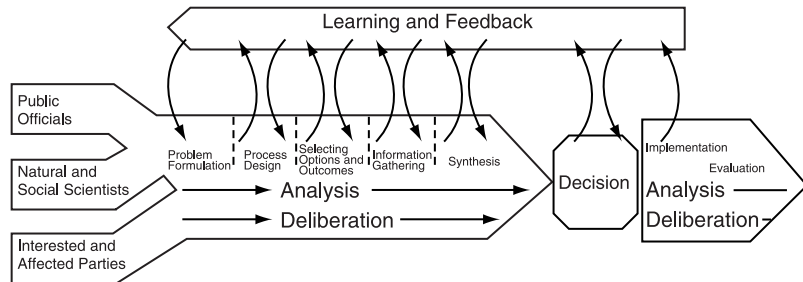 Learning and Feedback
Public
Officials
Natural and
Social Scientists
Interested and
Affected Parties
Problem
Formulation
Process
Design
Selecting
Options and
Outcomes
Information
Gathering
Synthesis
Analysis
Deliberation
Decision
Implementation
Evaluation
Analysis
Deliberation